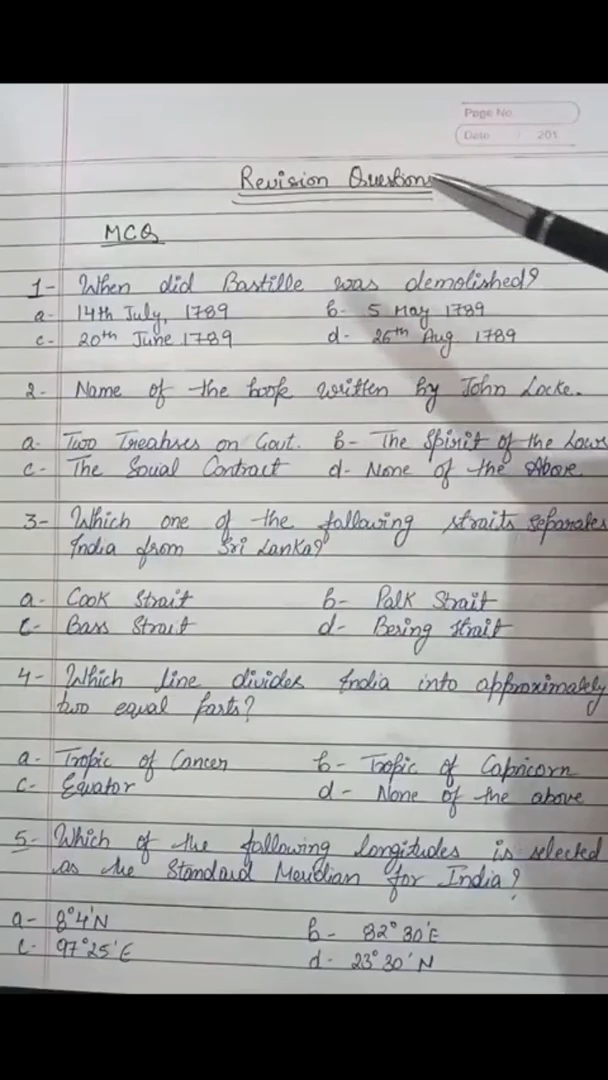 Page No
Date 201
Revision Questions
MCQ
1- When did Bastille was demolished?
a- 14th July, 1789 b- 5 May 1789
c- 20th June 1789 d- 26th Aug 1789
2- Name of the book written by John Locke.
a- Two Treatises on Govt. b- The Spirit of the Laws
c- The Social Contract d- None of the Above
3- Which one of the following straits separates
India from Sri Lanka?
a- Cook Strait b- Palk Strait
c- Bass Strait d- Bering Strait
4- Which line divides India into approximately
two equal parts?
a- Tropic of Cancer b- Tropic of Capricorn
c- Equator d- None of the above
5- Which of the following longitudes is selected
as the Standard Meridian for India?
a- 8°4'N b- 82°30'E
c- 97°25'E d- 23°30'N